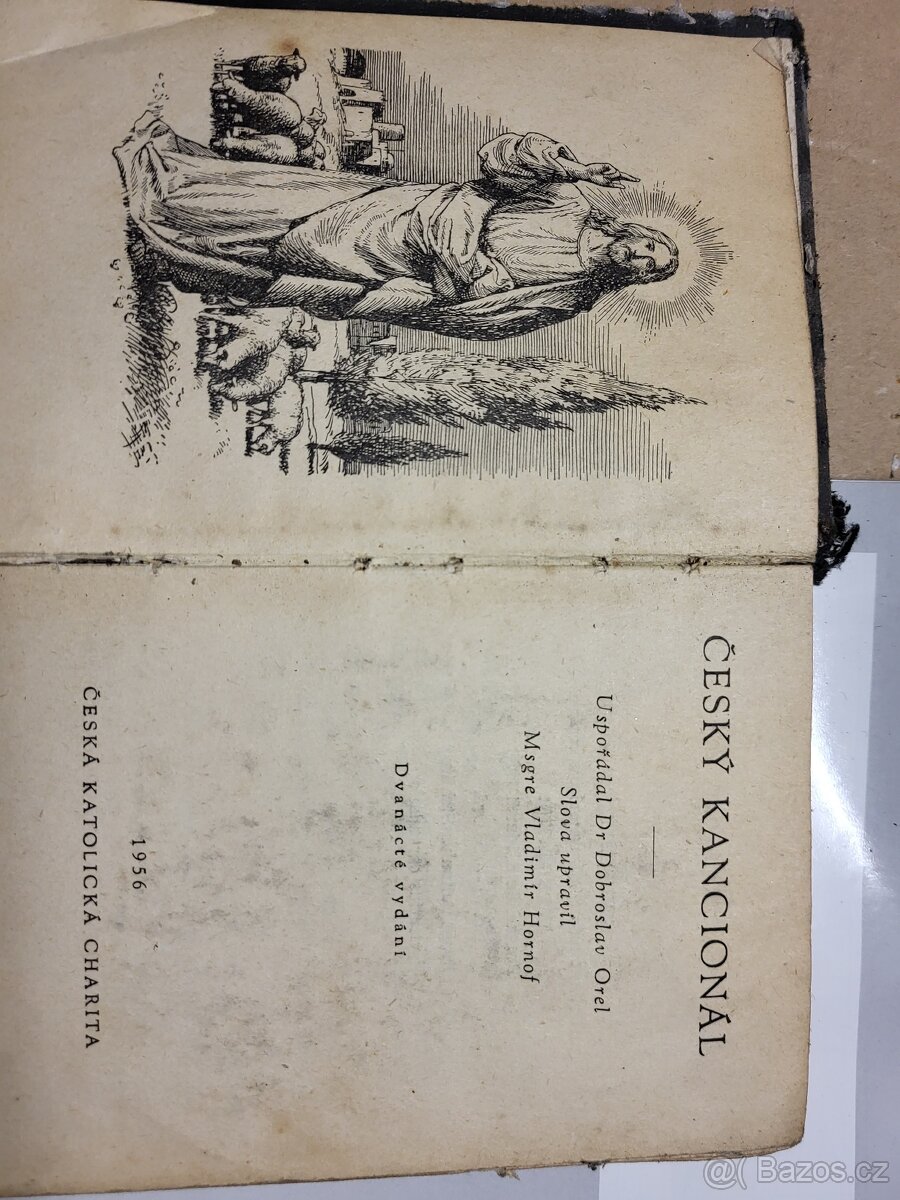 ČESKÝ KANCIONÁL
Uspořádal Dr Dobroslav Orel
Slova upravil
Msgre Vladimír Hornof
Dvanácté vydání
1956
ČESKÁ KATOLICKÁ CHARITA
@( Bazos.cz